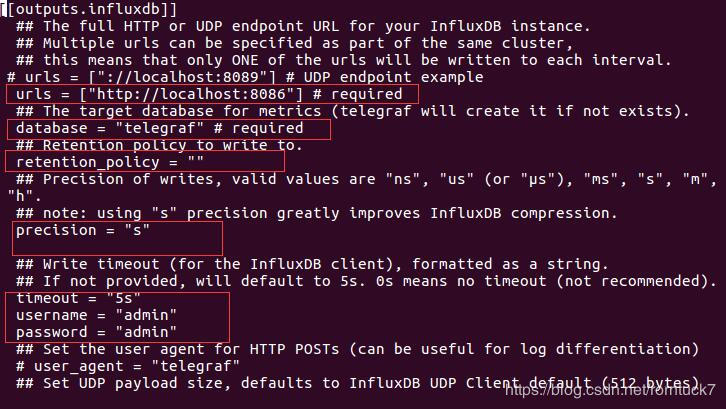 [[outputs.influxdb]]
## The full HTTP or UDP endpoint URL for your InfluxDB instance.
## Multiple urls can be specified as part of the same cluster,
## this means that only ONE of the urls will be written to each interval.
# urls = ["://localhost:8089"] # UDP endpoint example
urls = ["http://localhost:8086"] # required
## The target database for metrics (telegraf will create it if not exists).
database = "telegraf" # required
## Retention policy to write to.
retention_policy = ""
## Precision of writes, valid values are "ns", "us" (or "µs"), "ms", "s", "m",
"h".
## note: using "s" precision greatly improves InfluxDB compression.
precision = "s"
## Write timeout (for the InfluxDB client), formatted as a string.
## If not provided, will default to 5s. 0s means no timeout (not recommended).
timeout = "5s"
username = "admin"
password = "admin"
## Set the user agent for HTTP POSTs (can be useful for log differentiation)
# user_agent = "telegraf"
## Set UDP payload size, defaults to InfluxDB UDP Client default (512 bytes)
https://blog.csdn.net/fomtuck7